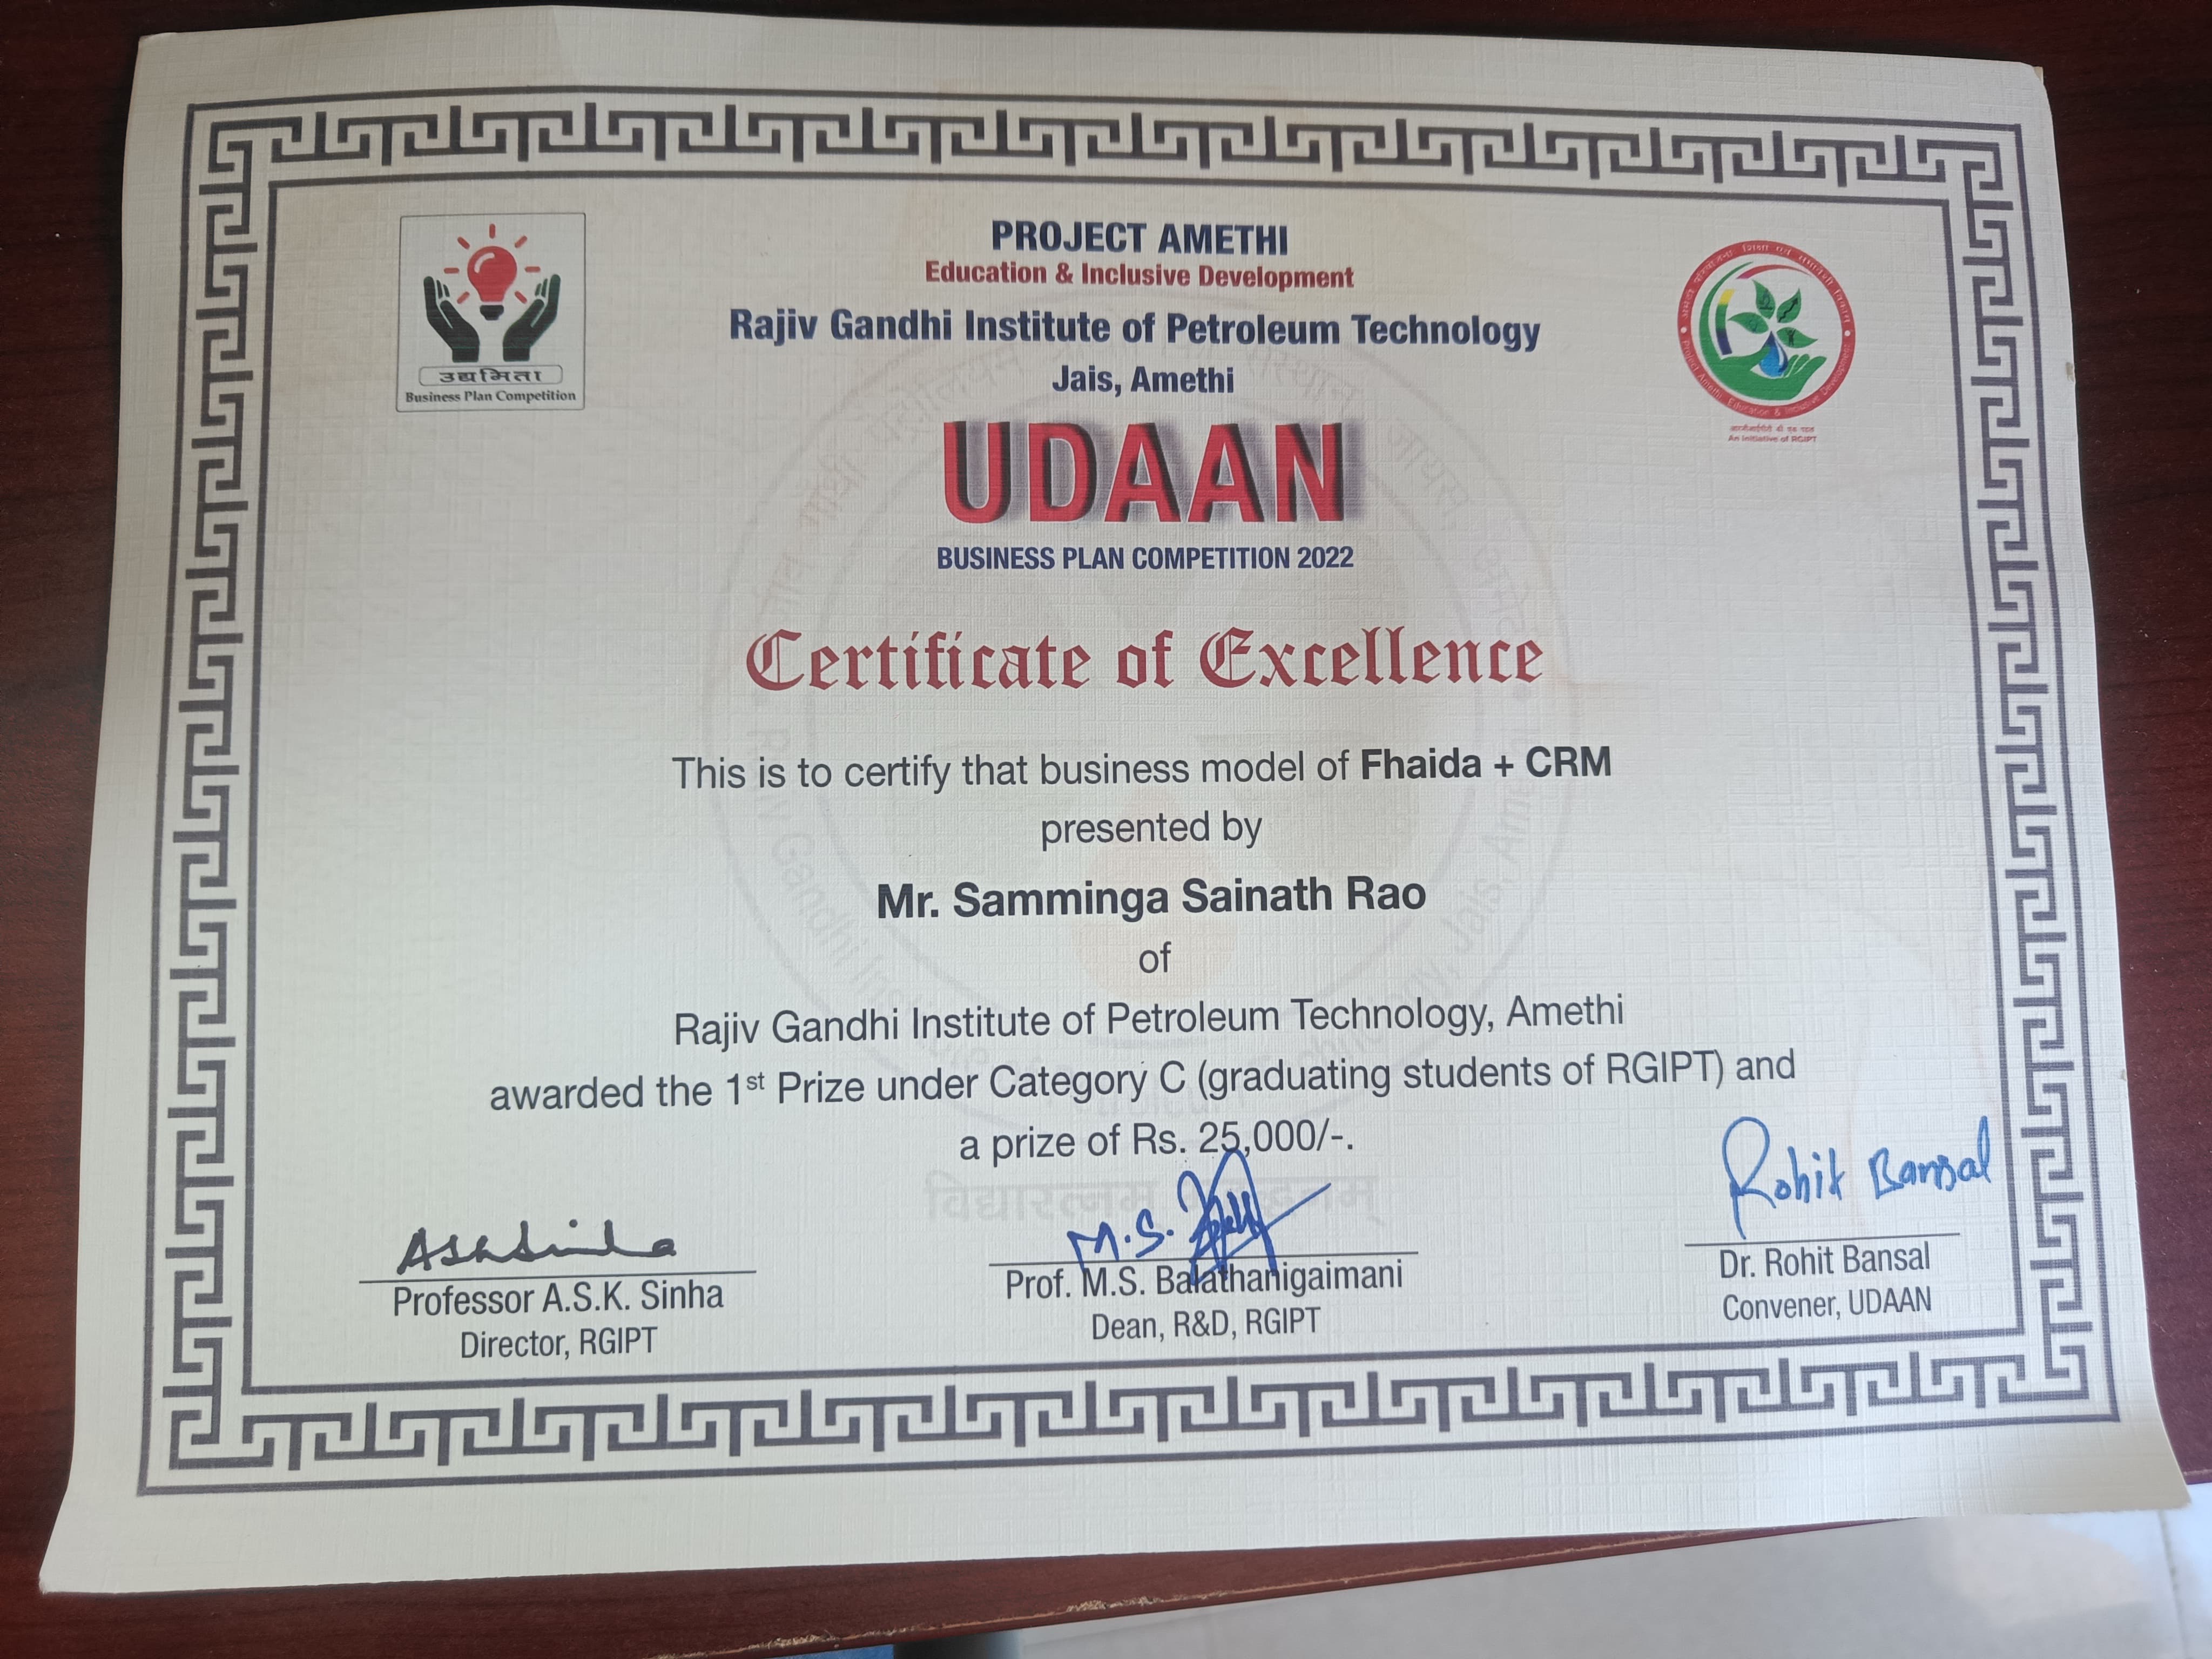 उद्यमिता
Business Plan Competition
PROJECT AMETHI
Education & Inclusive Development
Rajiv Gandhi Institute of Petroleum Technology
Jais, Amethi
Project Amethi Education & Inclusive Development
An Initiative of RGIPT
UDAAN
BUSINESS PLAN COMPETITION 2022
Certificate of Excellence
This is to certify that business model of Fhaida + CRM
presented by
Mr. Samminga Sainath Rao
of
Rajiv Gandhi Institute of Petroleum Technology, Amethi
awarded the 1st Prize under Category C (graduating students of RGIPT) and
a prize of Rs. 25,000/-.
ASKSinha
Professor A.S.K. Sinha
Director, RGIPT
M.S.
Prof. M.S. Balathanigaimani
Dean, R&D, RGIPT
Rohit Bansal
Dr. Rohit Bansal
Convener, UDAAN